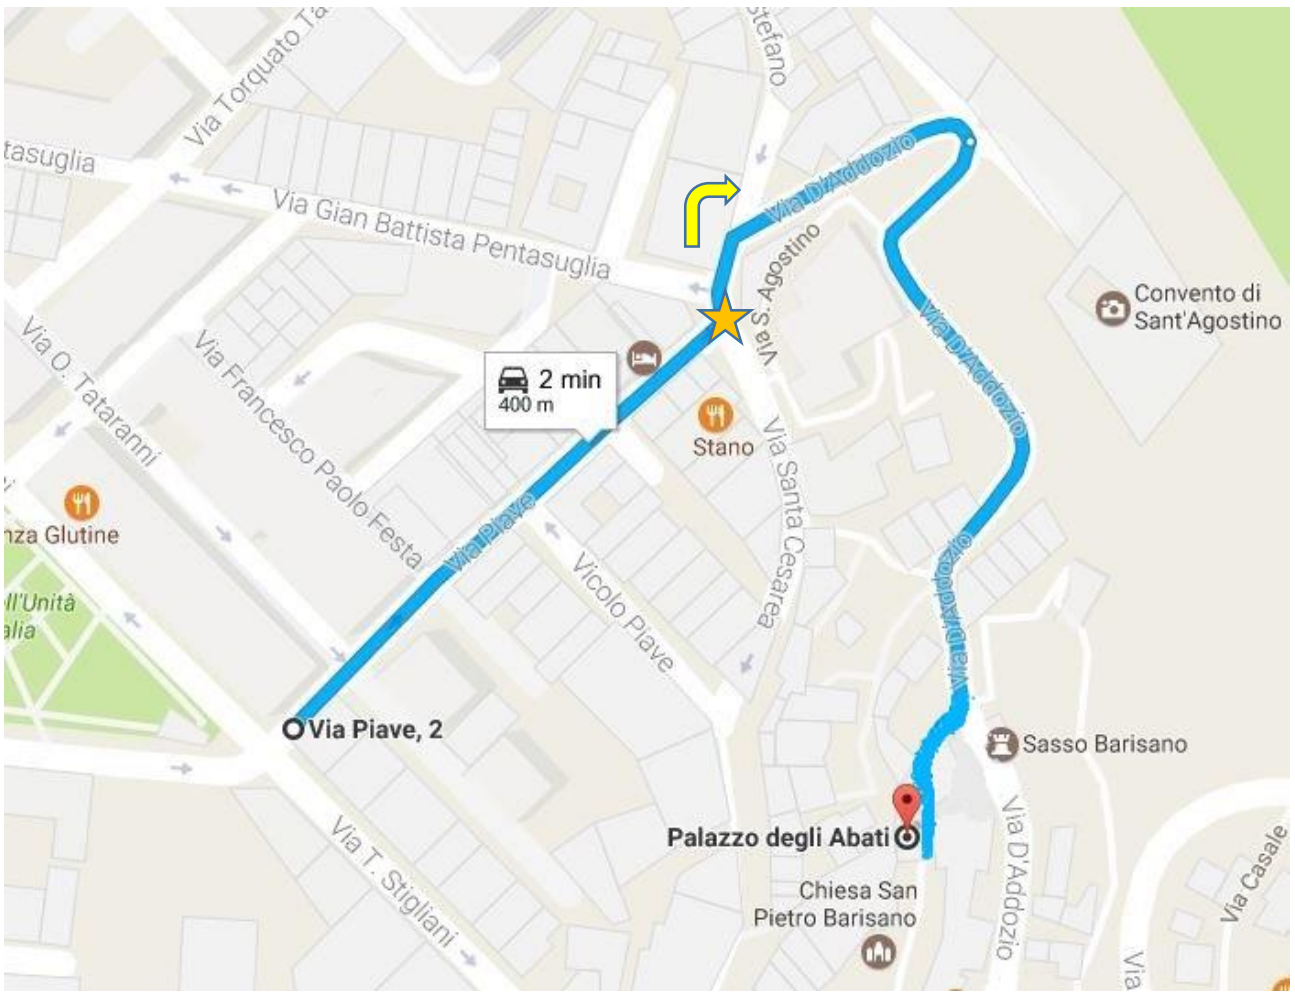 Stefano
Via Torquato Ta
tasuglia
Via D'Addozio
Via Gian Battista Pentasuglia
Via S. Agostino
Convento di
Sant'Agostino
Via D'Addozio
Via O. Tataranni
Via Francesco Paolo Festa
2 min
400 m
Stano
Via Santa Cesarea
Via Piave
nza Glutine
Via D'Addozio
Vicolo Piave
ll'Unità
alia
Via Piave, 2
Sasso Barisano
Palazzo degli Abati
Via T. Stigliani
Via D'Addozio
Chiesa San
Pietro Barisano
Via Casale
Via